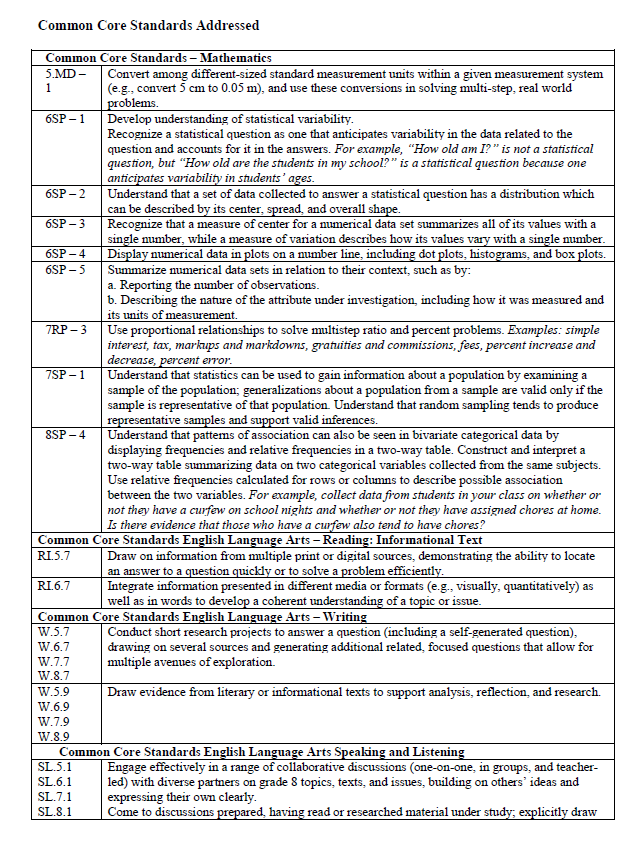 Common Core Standards Addressed
Common Core Standards – Mathematics
5.MD – Convert among different-sized standard measurement units within a given measurement system
1 (e.g., convert 5 cm to 0.05 m), and use these conversions in solving multi-step, real world
problems.
6SP – 1 Develop understanding of statistical variability.
Recognize a statistical question as one that anticipates variability in the data related to the
question and accounts for it in the answers. For example, “How old am I?” is not a statistical
question, but “How old are the students in my school?” is a statistical question because one
anticipates variability in students’ ages.
6SP – 2 Understand that a set of data collected to answer a statistical question has a distribution which
can be described by its center, spread, and overall shape.
6SP – 3 Recognize that a measure of center for a numerical data set summarizes all of its values with a
single number, while a measure of variation describes how its values vary with a single number.
6SP – 4 Display numerical data in plots on a number line, including dot plots, histograms, and box plots.
6SP – 5 Summarize numerical data sets in relation to their context, such as by:
a. Reporting the number of observations.
b. Describing the nature of the attribute under investigation, including how it was measured and
its units of measurement.
7RP – 3 Use proportional relationships to solve multistep ratio and percent problems. Examples: simple
interest, tax, markups and markdowns, gratuities and commissions, fees, percent increase and
decrease, percent error.
7SP – 1 Understand that statistics can be used to gain information about a population by examining a
sample of the population; generalizations about a population from a sample are valid only if the
sample is representative of that population. Understand that random sampling tends to produce
representative samples and support valid inferences.
8SP – 4 Understand that patterns of association can also be seen in bivariate categorical data by
displaying frequencies and relative frequencies in a two-way table. Construct and interpret a
two-way table summarizing data on two categorical variables collected from the same subjects.
Use relative frequencies calculated for rows or columns to describe possible association
between the two variables. For example, collect data from students in your class on whether or
not they have a curfew on school nights and whether or not they have assigned chores at home.
Is there evidence that those who have a curfew also tend to have chores?
Common Core Standards English Language Arts – Reading: Informational Text
RI.5.7 Draw on information from multiple print or digital sources, demonstrating the ability to locate
an answer to a question quickly or to solve a problem efficiently.
RI.6.7 Integrate information presented in different media or formats (e.g., visually, quantitatively) as
well as in words to develop a coherent understanding of a topic or issue.
Common Core Standards English Language Arts – Writing
W.5.7 Conduct short research projects to answer a question (including a self-generated question),
W.6.7 drawing on several sources and generating additional related, focused questions that allow for
W.7.7 multiple avenues of exploration.
W.8.7
W.5.9 Draw evidence from literary or informational texts to support analysis, reflection, and research.
W.6.9
W.7.9
W.8.9
Common Core Standards English Language Arts Speaking and Listening
SL.5.1 Engage effectively in a range of collaborative discussions (one-on-one, in groups, and teacher-
SL.6.1 led) with diverse partners on grade 8 topics, texts, and issues, building on others’ ideas and
SL.7.1 expressing their own clearly.
SL.8.1 Come to discussions prepared, having read or researched material under study; explicitly draw